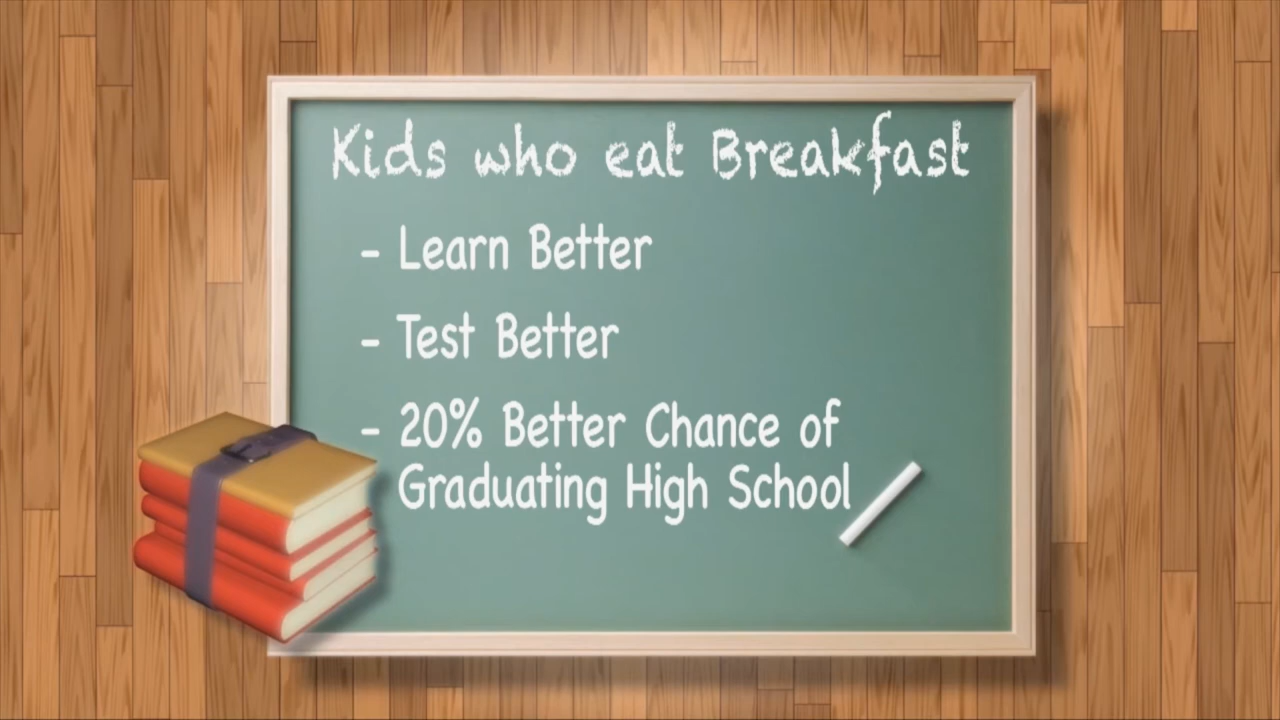 Kids who eat Breakfast
- Learn Better
- Test Better
- 20% Better Chance of
Graduating High School